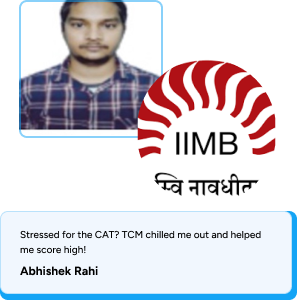 IIMB
स्वि नावधीत
Stressed for the CAT? TCM chilled me out and helped
me score high!
Abhishek Rahi